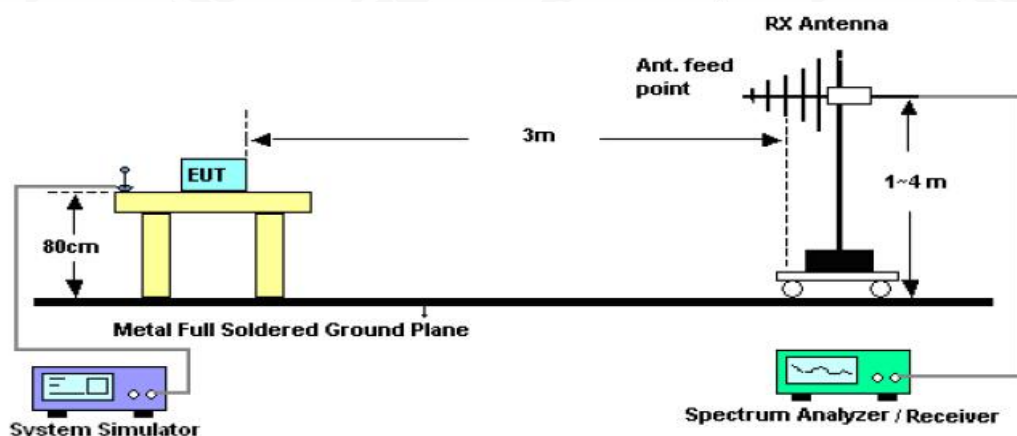 RX Antenna
Ant. feed
point
3m
EUT
1~4 m
80cm
Metal Full Soldered Ground Plane
System Simulator
Spectrum Analyzer / Receiver